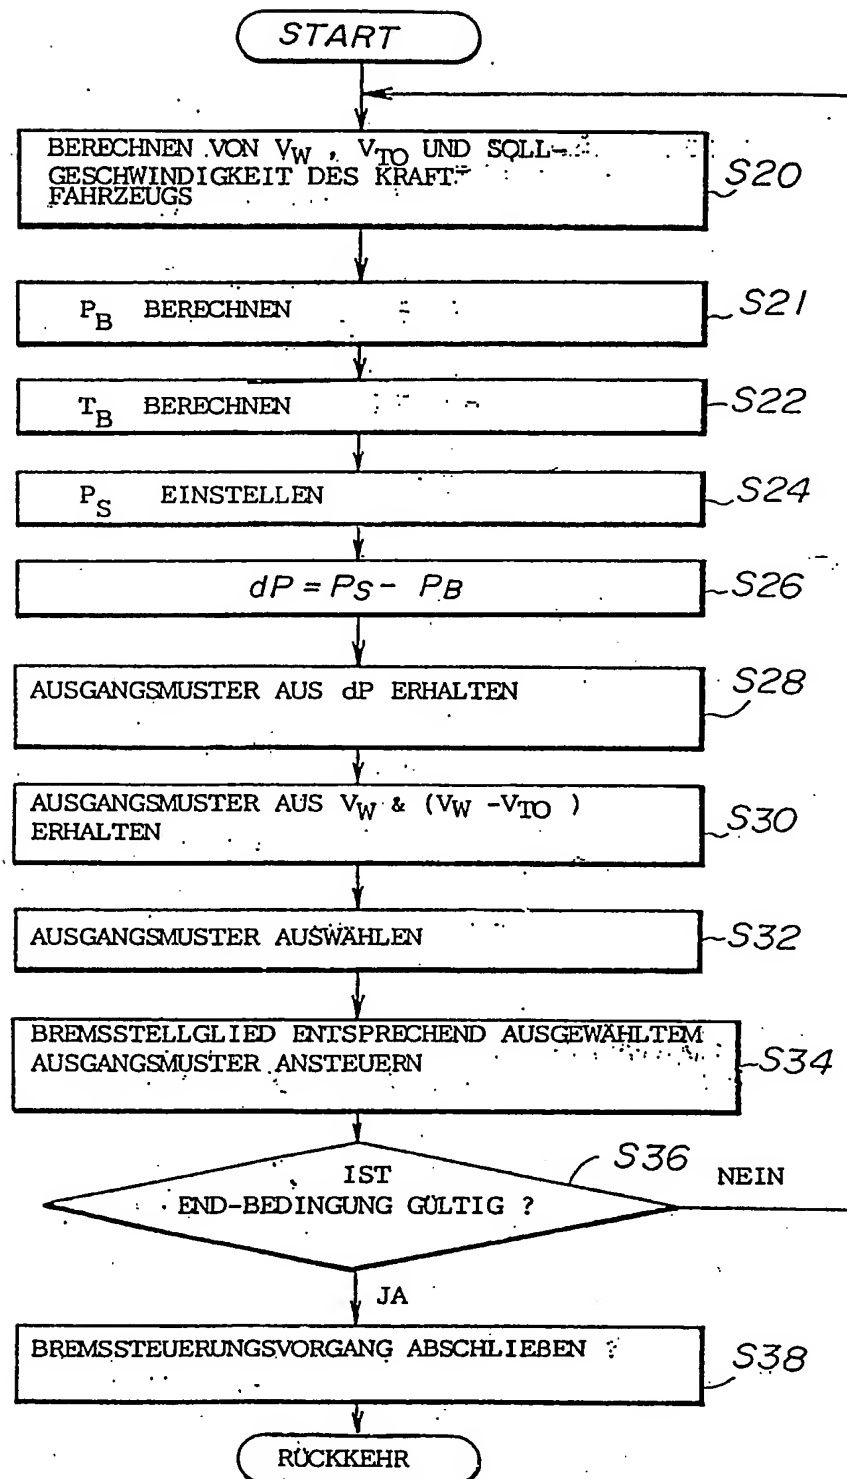 START
BERECHNEN VON V_W , V_TO UND SOLL-
GESCHWINDIGKEIT DES KRAFT-
FAHRZEUGS
S20
P_B BERECHNEN
S21
T_B BERECHNEN
S22
P_S EINSTELLEN
S24
dP = P_S - P_B
S26
AUSGANGSMUSTER AUS dP ERHALTEN
S28
AUSGANGSMUSTER AUS V_W & (V_W -V_TO )
ERHALTEN
S30
AUSGANGSMUSTER AUSWÄHLEN
S32
BREMSSTELLGLIED ENTSPRECHEND AUSGEWÄHLTEM
AUSGANGSMUSTER ANSTEUERN
S34
S36
IST
END-BEDINGUNG GÜLTIG ?
NEIN
JA
BREMSSTEUERUNGSVORGANG ABSCHLIEßEN
S38
RÜCKKEHR